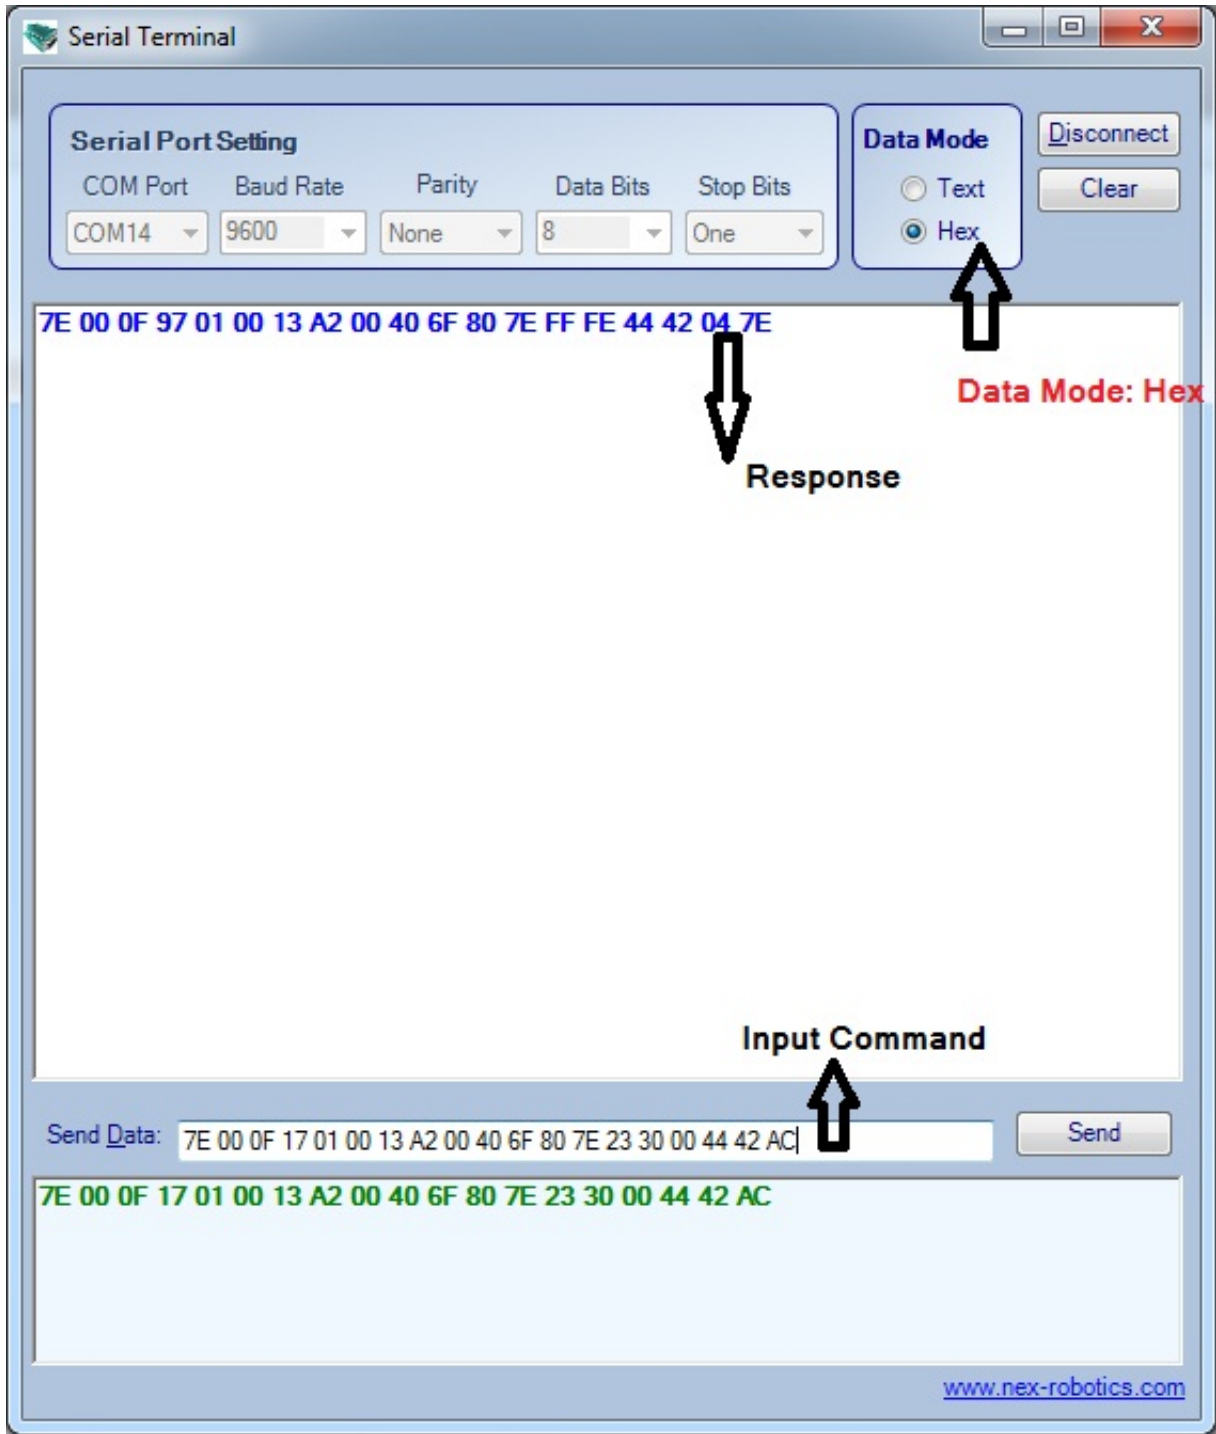 Serial Terminal
Serial Port Setting
COM Port Baud Rate Parity Data Bits Stop Bits
COM14 9600 None 8 One
Data Mode
Text
Hex
Disconnect
Clear
7E 00 0F 97 01 00 13 A2 00 40 6F 80 7E FF FE 44 42 04 7E
Data Mode: Hex
Response
Input Command
Send Data: 7E 00 0F 17 01 00 13 A2 00 40 6F 80 7E 23 30 00 44 42 AC Send
7E 00 0F 17 01 00 13 A2 00 40 6F 80 7E 23 30 00 44 42 AC
www.nex-robotics.com